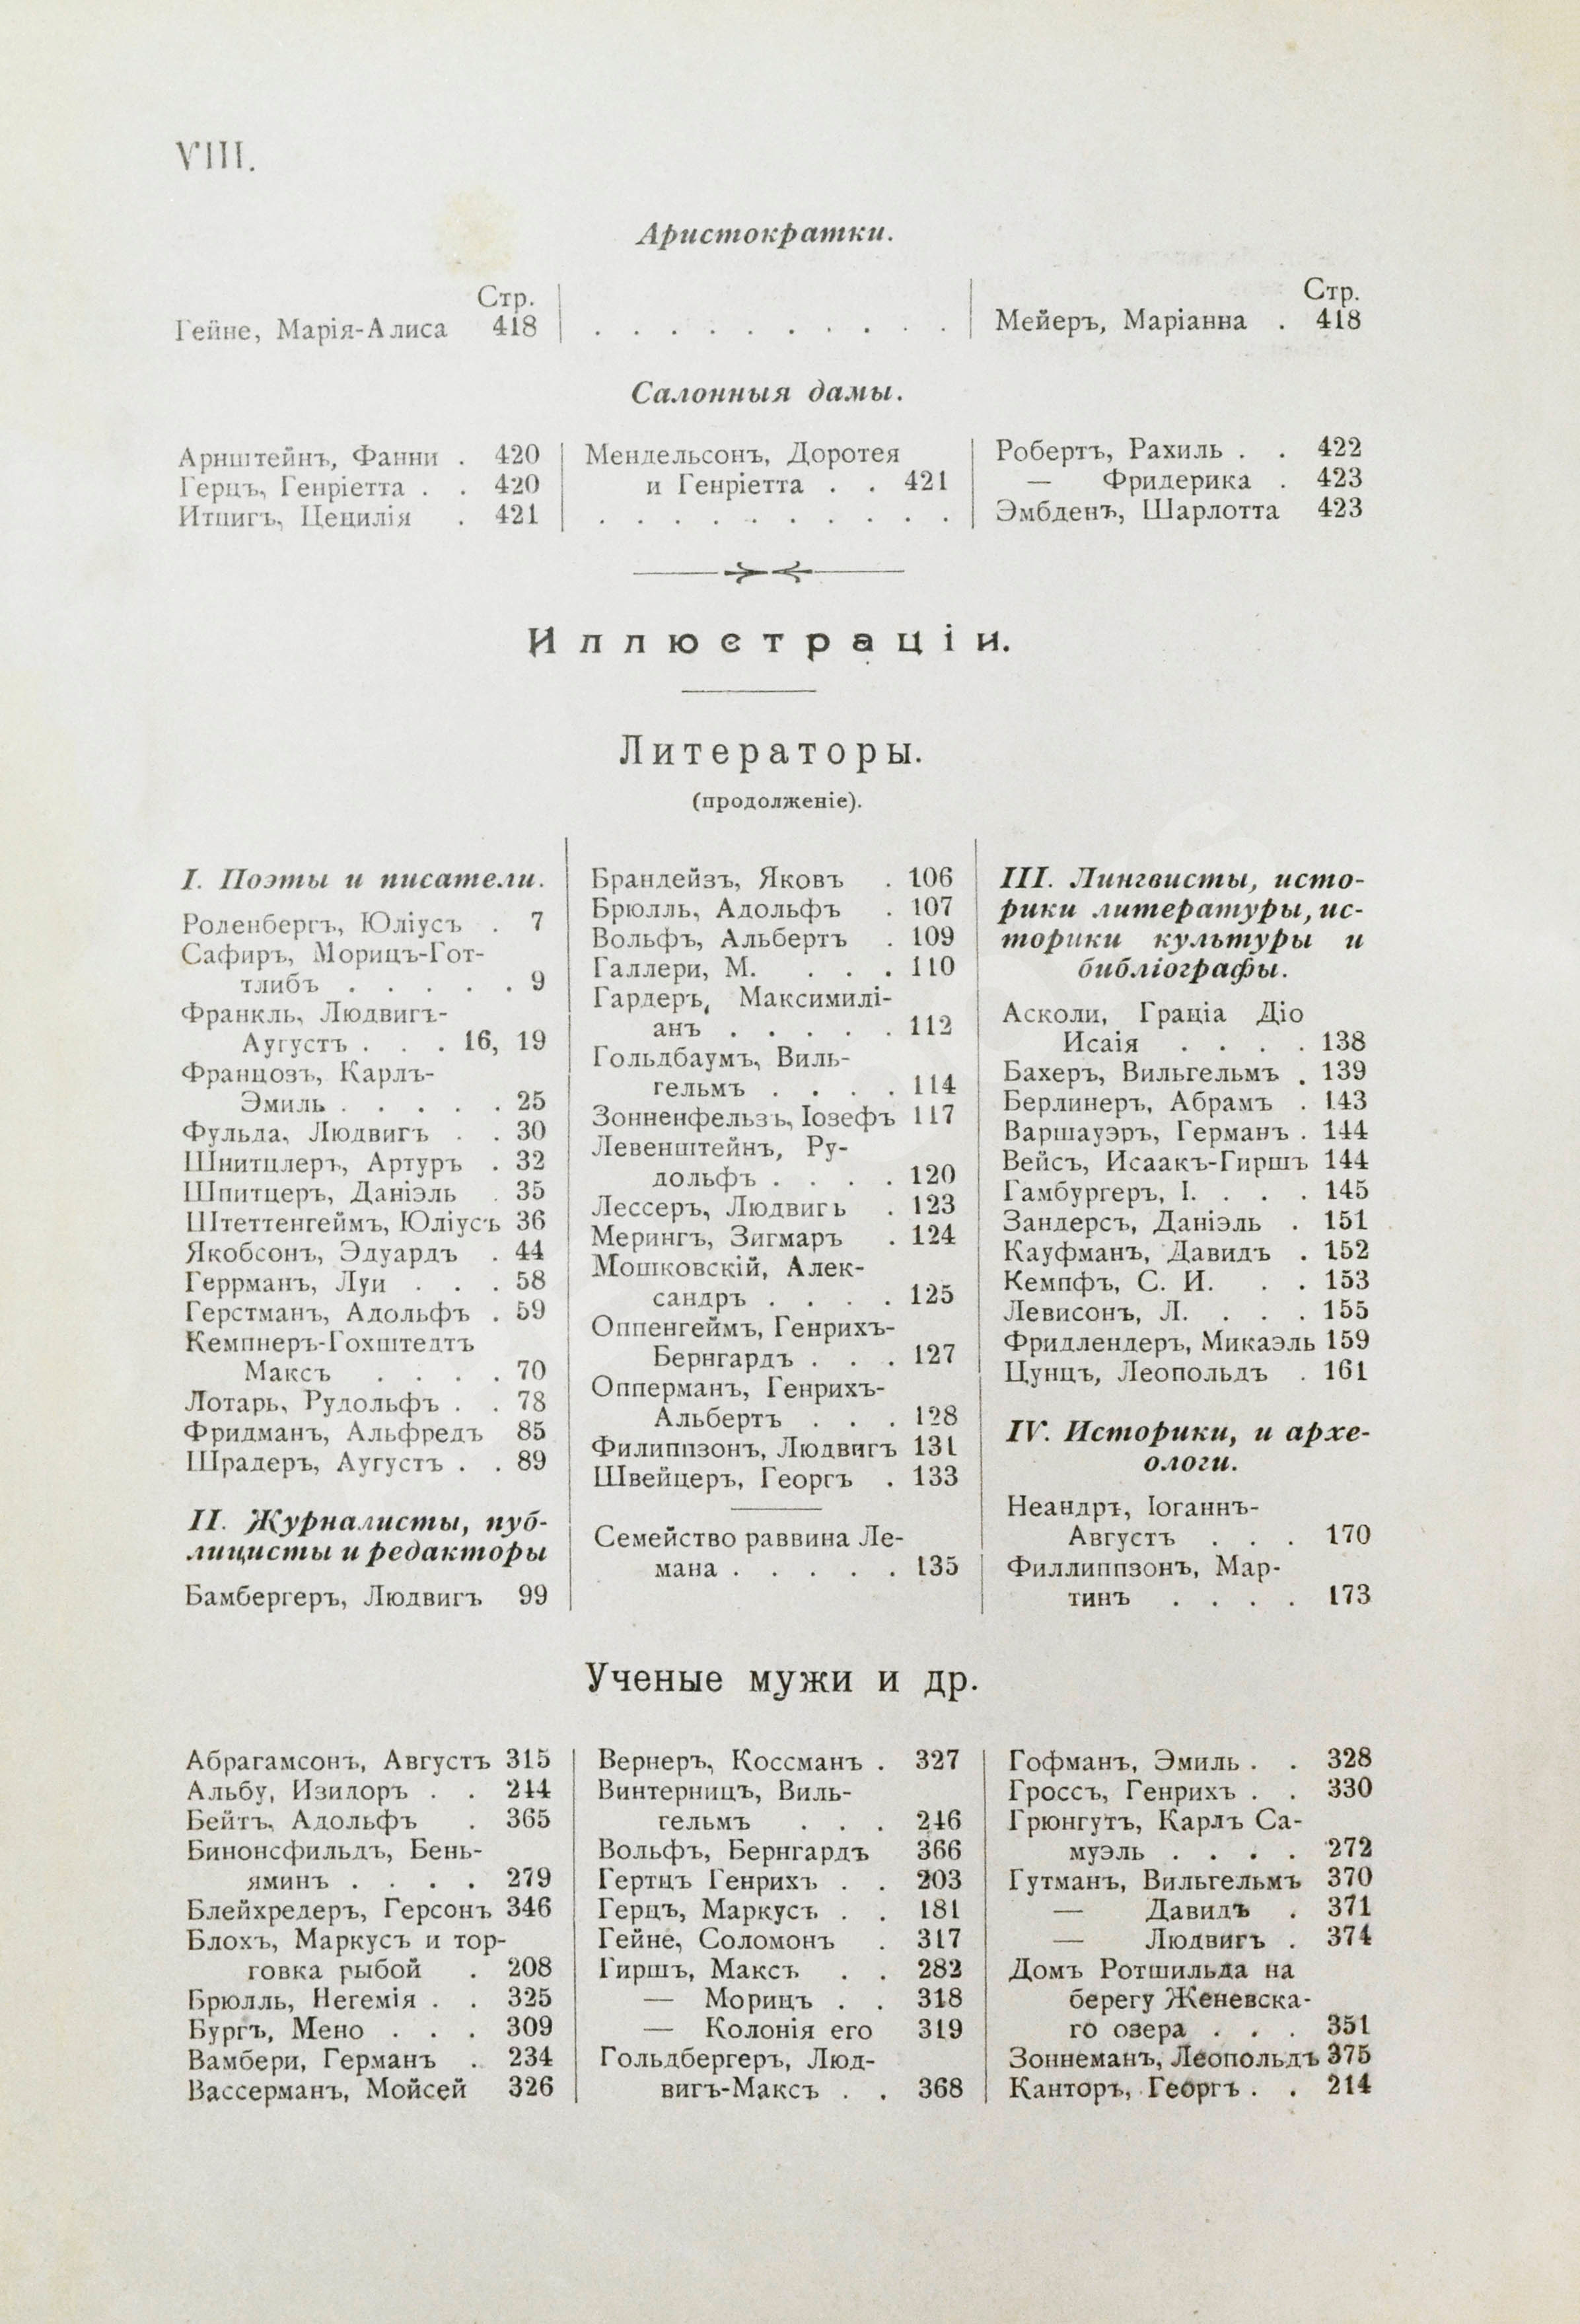 VIII.
Аристократки.
Стр.
Гейне, Марія-Алиса 418
. . . . . . . . . .
Стр.
Мейеръ, Маріанна . 418
Салонныя дамы.
Арнштейнъ, Фанни . 420
Герцъ, Генріетта . . 420
Итцигъ, Цецилія . 421
Мендельсонъ, Доротея
и Генріетта . . 421
. . . . . . . . . .
Робертъ, Рахиль . . 422
— Фридерика . 423
Эмбденъ, Шарлотта 423
Иллюстраціи.
Литераторы.
(продолженіе).
I. Поэты и писатели.
Роденбергъ, Юліусъ . 7
Сафиръ, Морицъ-Гот-
тлибъ . . . . . 9
Франкль, Людвигъ-
Аугустъ . . . 16, 19
Францозъ, Карлъ-
Эмиль . . . . . 25
Фульда, Людвигъ . . 30
Шнитцлеръ, Артуръ . 32
Шпитцеръ, Даніэль . 35
Штеттенгеймъ, Юліусъ 36
Якобсонъ, Эдуардъ . 44
Геррманъ, Луи . . . 58
Герстманъ, Адольфъ . 59
Кемпнеръ-Гохштедтъ
Максъ . . . . 70
Лотарь, Рудольфъ . . 78
Фридманъ, Альфредъ 85
Шрадеръ, Аугустъ . . 89
II. Журналисты, пуб-
лицисты и редакторы
Бамбергеръ, Людвигъ 99
Брандейзъ, Яковъ . 106
Брюлль, Адольфъ . 107
Вольфъ, Альбертъ . 109
Галлери, М. . . . 110
Гардеръ, Максимилі-
анъ . . . . . 112
Гольдбаумъ, Виль-
гельмъ . . . . 114
Зонненфельзъ, Іозефъ 117
Левенштейнъ, Ру-
дольфъ . . . . 120
Лессеръ, Людвигъ . 123
Мерингъ, Зигмаръ . 124
Мошковскій, Алек-
сандръ . . . . 125
Оппенгеймъ, Генрихъ-
Бернгардъ . . . 127
Опперманъ, Генрихъ-
Альбертъ . . . 128
Филиппзонъ, Людвигъ 131
Швейцеръ, Георгъ . 133
Семейство раввина Ле-
мана . . . . . 135
III. Лингвисты, исто-
рики литературы, ис-
торики культуры и
библіографы.
Асколи, Граціа Діо
Исаія . . . . 138
Бахеръ, Вильгельмъ . 139
Берлинеръ, Абрамъ . 143
Варшауэръ, Германъ . 144
Вейсъ, Исаакъ-Гиршъ 144
Гамбургеръ, І. . . . 145
Зандерсъ, Даніэль . 151
Кауфманъ, Давидъ . 152
Кемпфъ, С. И. . . 153
Левисонъ, Л. . . . 155
Фридлендеръ, Микаэль 159
Цунцъ, Леопольдъ . 161
IV. Историки, и архе-
ологи.
Неандръ, Іоганнъ-
Августъ . . . 170
Филлиппзонъ, Мар-
тинъ . . . . 173
Ученые мужи и др.
Абрагамсонъ, Августъ 315
Альбу, Изидоръ . . 244
Бейтъ, Адольфъ . 365
Бинонсфильдъ, Бень-
яминъ . . . . 279
Блейхредеръ, Герсонъ 346
Блохъ, Маркусъ и тор-
говка рыбой . 208
Брюлль, Негемія . . 325
Бургъ, Мено . . . 309
Вамбери, Германъ . 234
Вассерманъ, Мойсей 326
Вернеръ, Коссманъ . 327
Винтерницъ, Виль-
гельмъ . . . 246
Вольфъ, Бернгардъ 366
Гертцъ Генрихъ . . 203
Герцъ, Маркусъ . . 181
Гейне, Соломонъ . 317
Гиршъ, Максъ . . 282
— Морицъ . . 318
— Колонія его 319
Гольдбергеръ, Люд-
вигъ-Максъ . . 368
Гофманъ, Эмиль . . 328
Гроссъ, Генрихъ . . 330
Грюнгутъ, Карлъ Са-
муэль . . . . 272
Гутманъ, Вильгельмъ 370
— Давидъ . 371
— Людвигъ . 374
Домъ Ротшильда на
берегу Женевска-
го озера . . . 351
Зоннеманъ, Леопольдъ 375
Канторъ, Георгъ . . 214